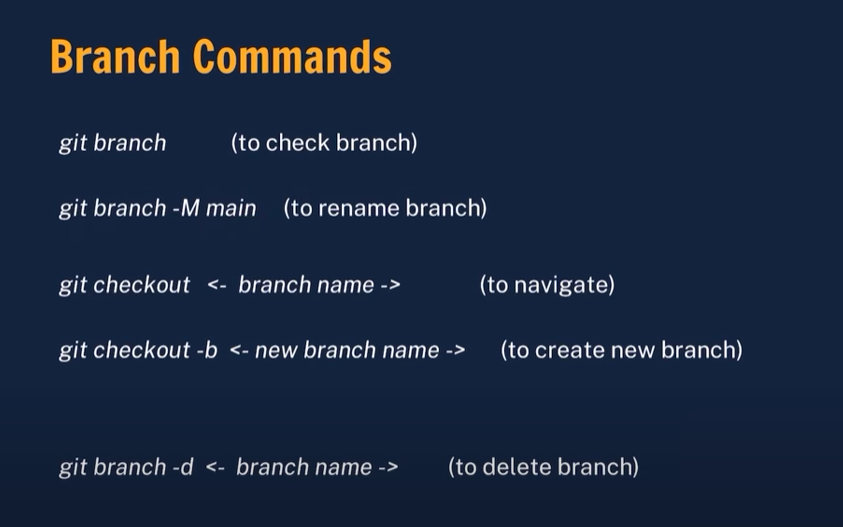 Branch Commands
git branch (to check branch)
git branch -M main (to rename branch)
git checkout <- branch name -> (to navigate)
git checkout -b <- new branch name -> (to create new branch)
git branch -d <- branch name -> (to delete branch)